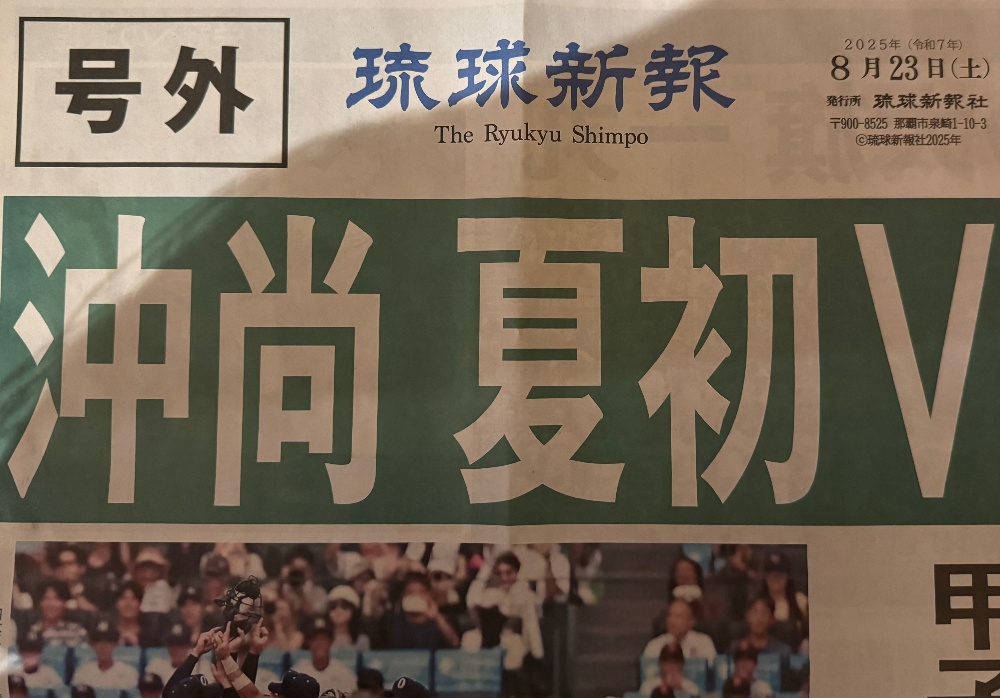 号外
琉球新報
The Ryukyu Shimpo
2025年（令和7年）
8月23日（土）
発行所 琉球新報社
〒900-8525 那覇市泉崎1-10-3
©琉球新報社2025年
沖尚 夏初V
甲